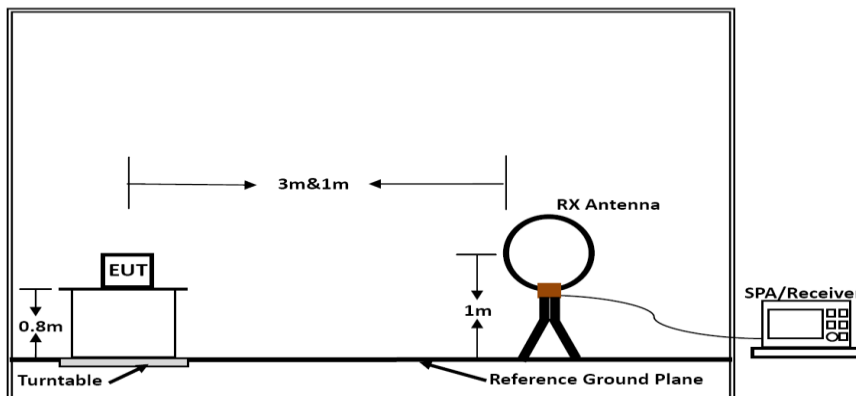 3m&1m
RX Antenna
EUT
SPA/Receiver
0.8m
1m
Turntable
Reference Ground Plane